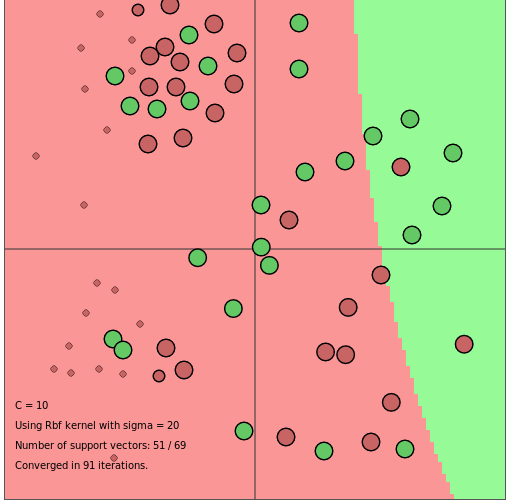 C = 10
Using Rbf kernel with sigma = 20
Number of support vectors: 51 / 69
Converged in 91 iterations.